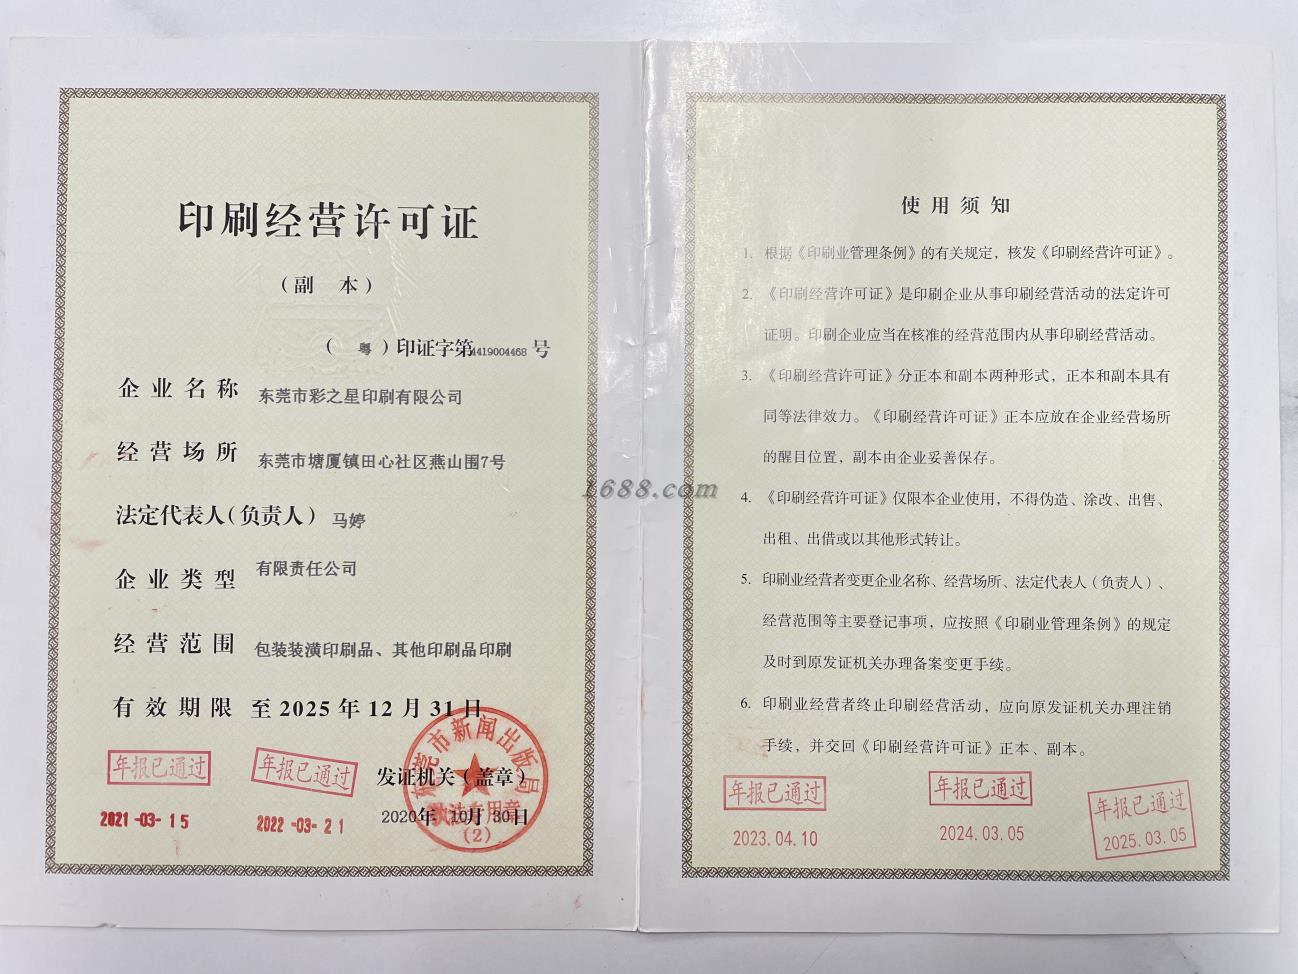 印刷经营许可证
（副 本）
（ 粤 ）印证字第4419004468 号
企业名称 东莞市彩之星印刷有限公司
经营场所 东莞市塘厦镇田心社区燕山围7号
法定代表人（负责人） 马婷
企业类型 有限责任公司
经营范围 包装装潢印刷品、其他印刷品印刷
有效期限 至 2025 年 12 月 31 日
发证机关（盖章）
2020年 10月 30日
东莞市新闻出版局
执法专用章
(2)
年报已通过
2021-03-15
年报已通过
2022-03-21
使用须知
1. 根据《印刷业管理条例》的有关规定，核发《印刷经营许可证》。
2. 《印刷经营许可证》是印刷企业从事印刷经营活动的法定许可
证明。印刷企业应当在核准的经营范围内从事印刷经营活动。
3. 《印刷经营许可证》分正本和副本两种形式，正本和副本具有
同等法律效力。《印刷经营许可证》正本应放在企业经营场所
的醒目位置，副本由企业妥善保存。
4. 《印刷经营许可证》仅限本企业使用，不得伪造、涂改、出售、
出租、出借或以其他形式转让。
5. 印刷业经营者变更企业名称、经营场所、法定代表人（负责人）、
经营范围等主要登记事项，应按照《印刷业管理条例》的规定
及时到原发证机关办理备案变更手续。
6. 印刷业经营者终止印刷经营活动，应向原发证机关办理注销
手续，并交回《印刷经营许可证》正本、副本。
年报已通过
2023.04.10
年报已通过
2024.03.05
年报已通过
2025.03.05
1688.com